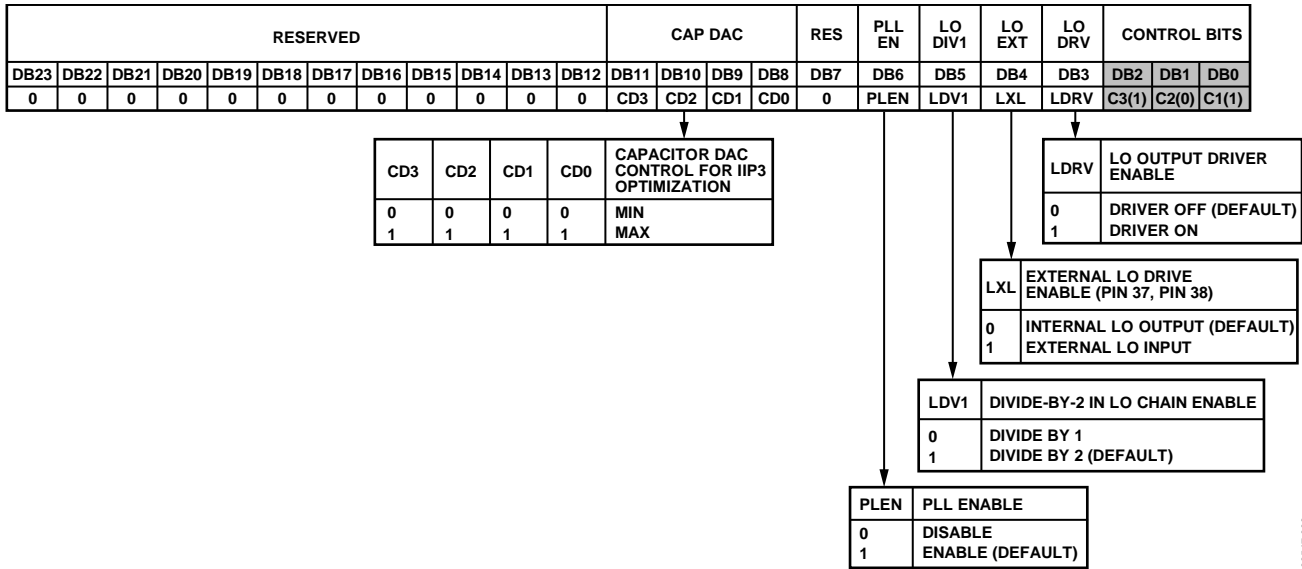 RESERVED CAP DAC RES PLL EN LO DIV1 LO EXT LO DRV CONTROL BITS
DB23 DB22 DB21 DB20 DB19 DB18 DB17 DB16 DB15 DB14 DB13 DB12 DB11 DB10 DB9 DB8 DB7 DB6 DB5 DB4 DB3 DB2 DB1 DB0
0 0 0 0 0 0 0 0 0 0 0 0 CD3 CD2 CD1 CD0 0 PLEN LDV1 LXL LDRV C3(1) C2(0) C1(1)
CD3 CD2 CD1 CD0 CAPACITOR DAC
CONTROL FOR IIP3
OPTIMIZATION
0 0 0 0 MIN
1 1 1 1 MAX
LDRV LO OUTPUT DRIVER
ENABLE
0 DRIVER OFF (DEFAULT)
1 DRIVER ON
LXL EXTERNAL LO DRIVE
ENABLE (PIN 37, PIN 38)
0 INTERNAL LO OUTPUT (DEFAULT)
1 EXTERNAL LO INPUT
LDV1 DIVIDE-BY-2 IN LO CHAIN ENABLE
0 DIVIDE BY 1
1 DIVIDE BY 2 (DEFAULT)
PLEN PLL ENABLE
0 DISABLE
1 ENABLE (DEFAULT)